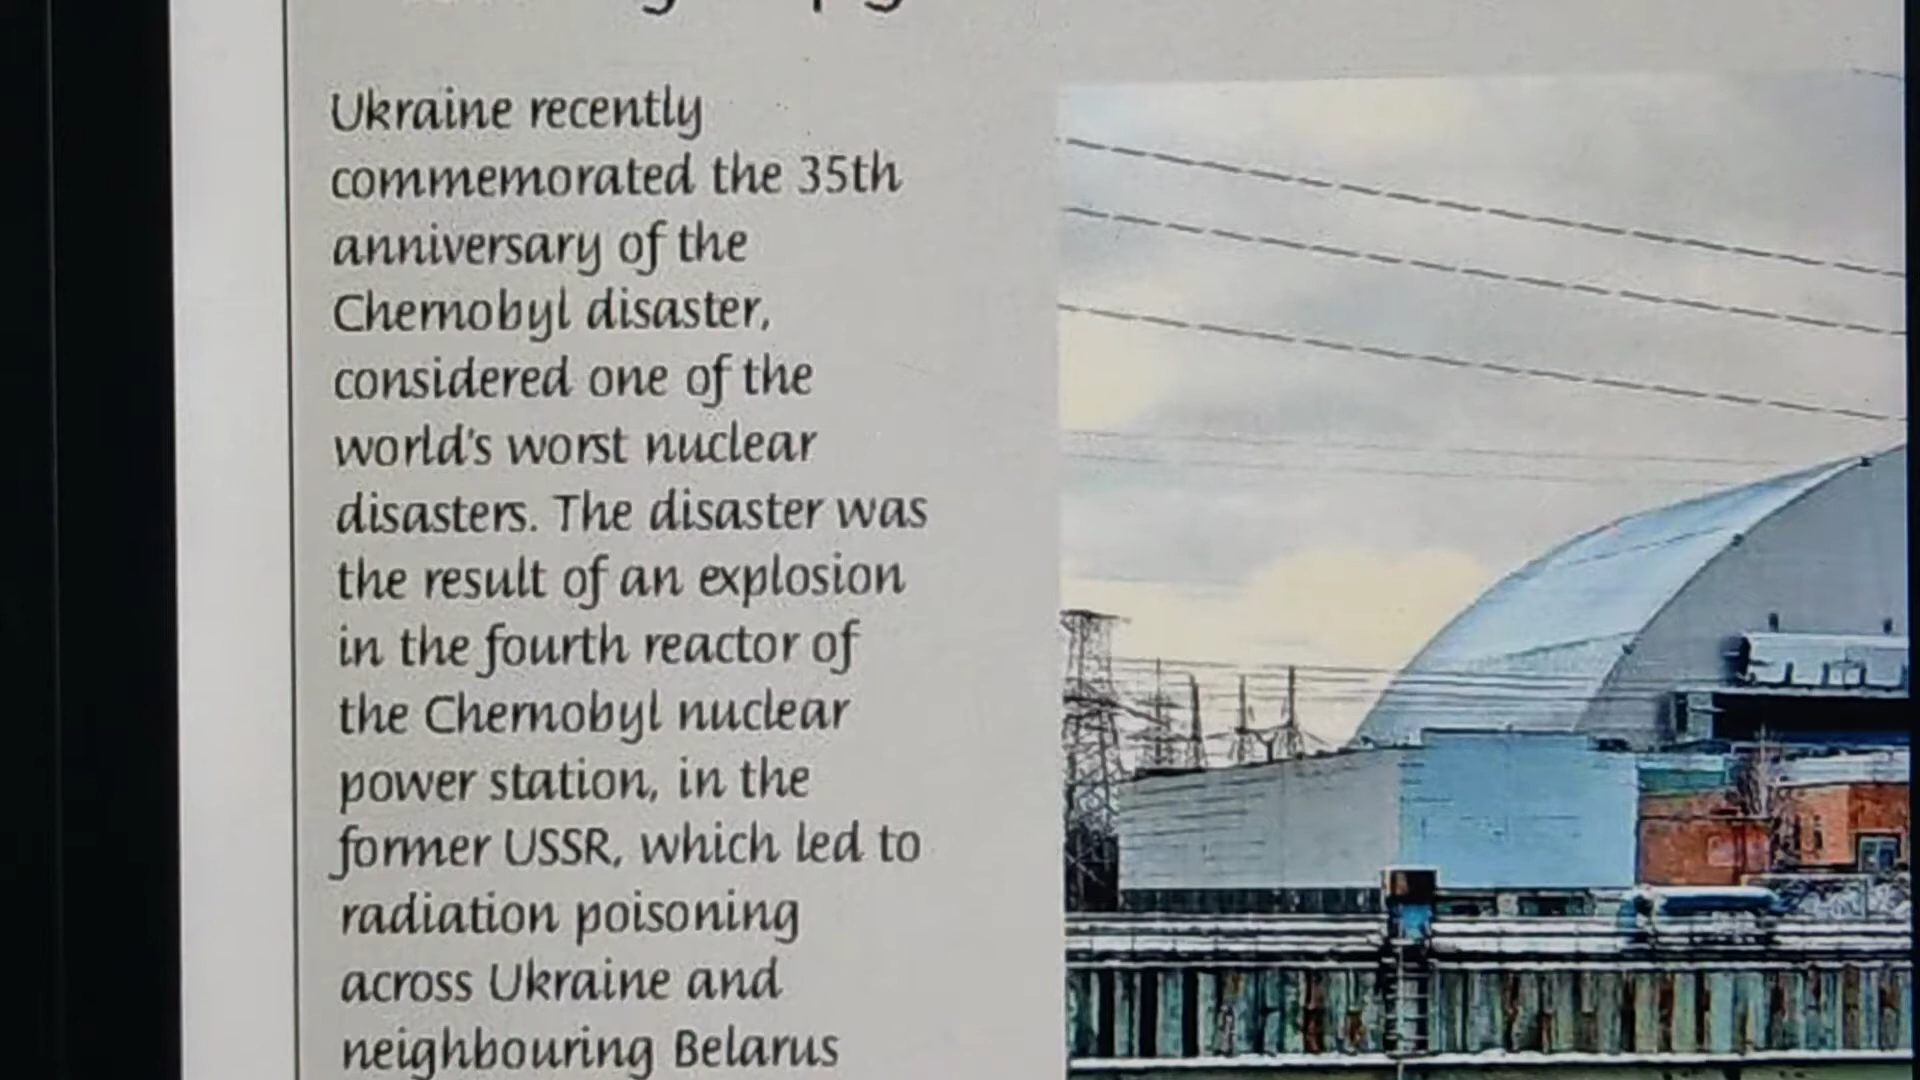 Ukraine recently
commemorated the 35th
anniversary of the
Chernobyl disaster,
considered one of the
world's worst nuclear
disasters. The disaster was
the result of an explosion
in the fourth reactor of
the Chernobyl nuclear
power station, in the
former USSR, which led to
radiation poisoning
across Ukraine and
neighbouring Belarus